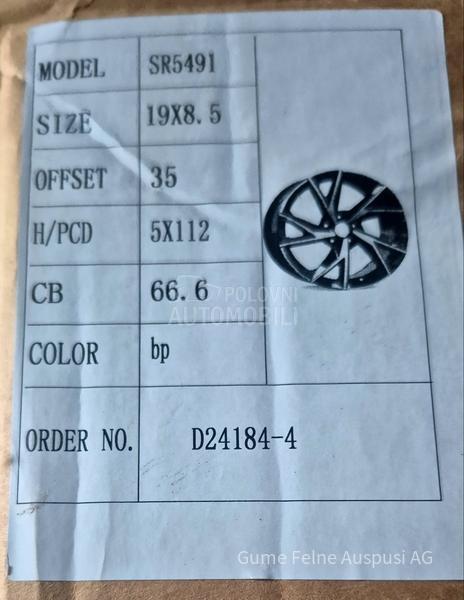 MODEL SR5491
SIZE 19X8.5
OFFSET 35
H/PCD 5X112
CB 66.6
POLOVNI
AUTOMOBILI
COLOR bp
ORDER NO. D24184-4
Gume Felne Auspusi AG